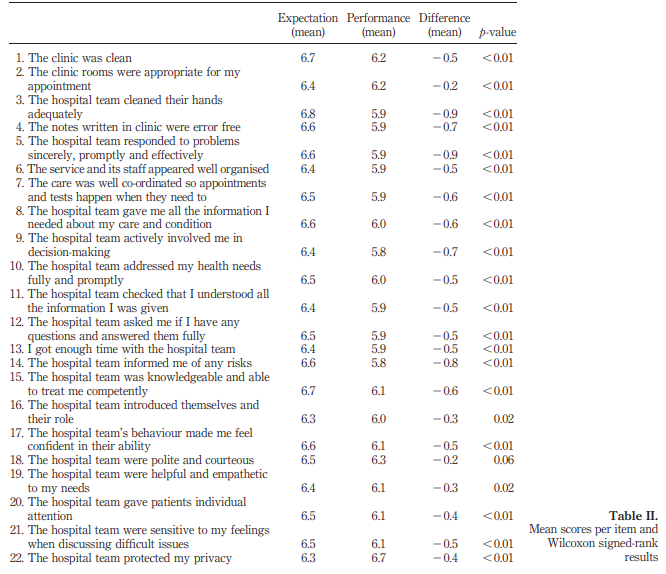 Expectation Performance Difference
(mean) (mean) (mean) p-value
1. The clinic was clean 6.7 6.2 −0.5 <0.01
2. The clinic rooms were appropriate for my
appointment 6.4 6.2 −0.2 <0.01
3. The hospital team cleaned their hands
adequately 6.8 5.9 −0.9 <0.01
4. The notes written in clinic were error free 6.6 5.9 −0.7 <0.01
5. The hospital team responded to problems
sincerely, promptly and effectively 6.6 5.9 −0.9 <0.01
6. The service and its staff appeared well organised 6.4 5.9 −0.5 <0.01
7. The care was well co-ordinated so appointments
and tests happen when they need to 6.5 5.9 −0.6 <0.01
8. The hospital team gave me all the information I
needed about my care and condition 6.6 6.0 −0.6 <0.01
9. The hospital team actively involved me in
decision-making 6.4 5.8 −0.7 <0.01
10. The hospital team addressed my health needs
fully and promptly 6.5 6.0 −0.5 <0.01
11. The hospital team checked that I understood all
the information I was given 6.4 5.9 −0.5 <0.01
12. The hospital team asked me if I have any
questions and answered them fully 6.5 5.9 −0.5 <0.01
13. I got enough time with the hospital team 6.4 5.9 −0.5 <0.01
14. The hospital team informed me of any risks 6.6 5.8 −0.8 <0.01
15. The hospital team was knowledgeable and able
to treat me competently 6.7 6.1 −0.6 <0.01
16. The hospital team introduced themselves and
their role 6.3 6.0 −0.3 0.02
17. The hospital team's behaviour made me feel
confident in their ability 6.6 6.1 −0.5 <0.01
18. The hospital team were polite and courteous 6.5 6.3 −0.2 0.06
19. The hospital team were helpful and empathetic
to my needs 6.4 6.1 −0.3 0.02
20. The hospital team gave patients individual
attention 6.5 6.1 −0.4 <0.01
21. The hospital team were sensitive to my feelings
when discussing difficult issues 6.5 6.1 −0.5 <0.01
22. The hospital team protected my privacy 6.3 6.7 −0.4 <0.01
Table II.
Mean scores per item and
Wilcoxon signed-rank
results